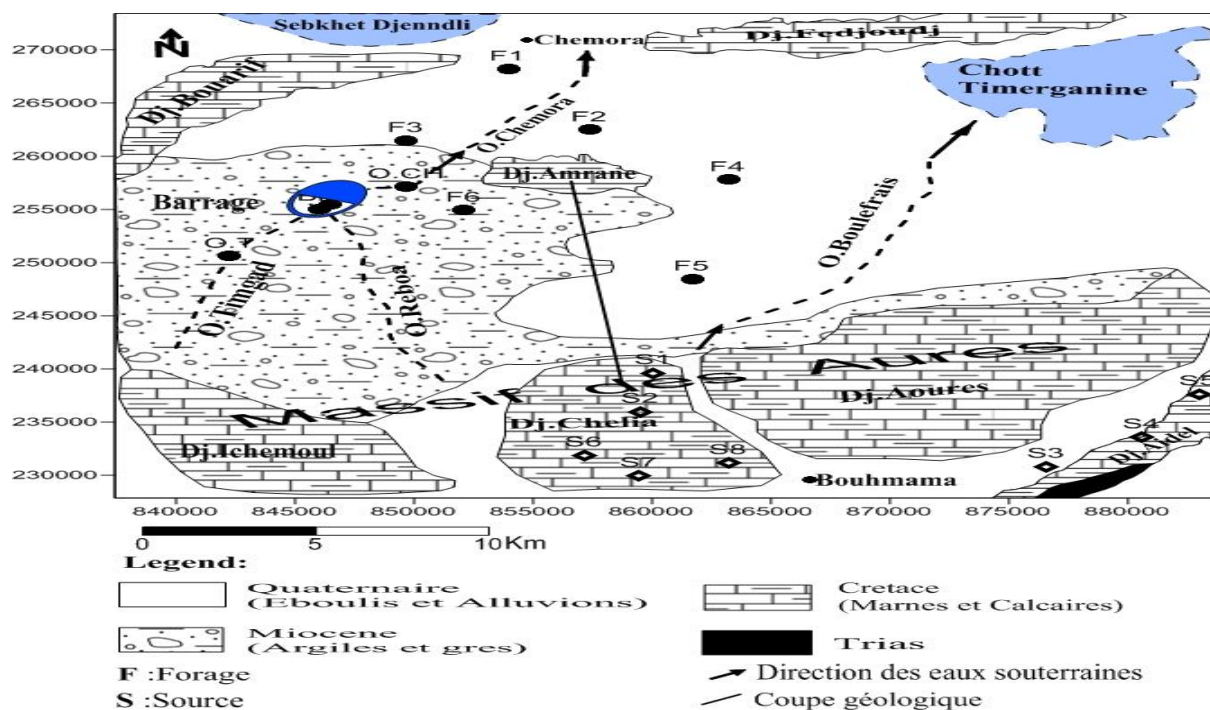 Sebkhet Djenndli
270000
N
Chemora
Dj.Fedjoudj
F1
265000
Dj.Bouarif
Chott
Timerganine
O.Chemora
F2
260000
F3
F4
O.CH
Dj.Amrane
255000
Barrage
F6
250000
O.Timgad
O.Reboa
F5
O.Boulefrais
245000
240000
Massif des Aures
S1
Dj.Aoures
S5
235000
S2
Dj.Chelia
Dj.Ichemoul
S6
S7
S8
S4
Dj.Aidel
S3
230000
Bouhmama
840000 845000 850000 855000 860000 865000 870000 875000 880000
0 5 10Km
Legend:
Quaternaire
(Eboulis et Alluvions)
Cretace
(Marnes et Calcaires)
Miocene
(Argiles et gres)
Trias
F :Forage
Direction des eaux souterraines
S :Source
Coupe géologique